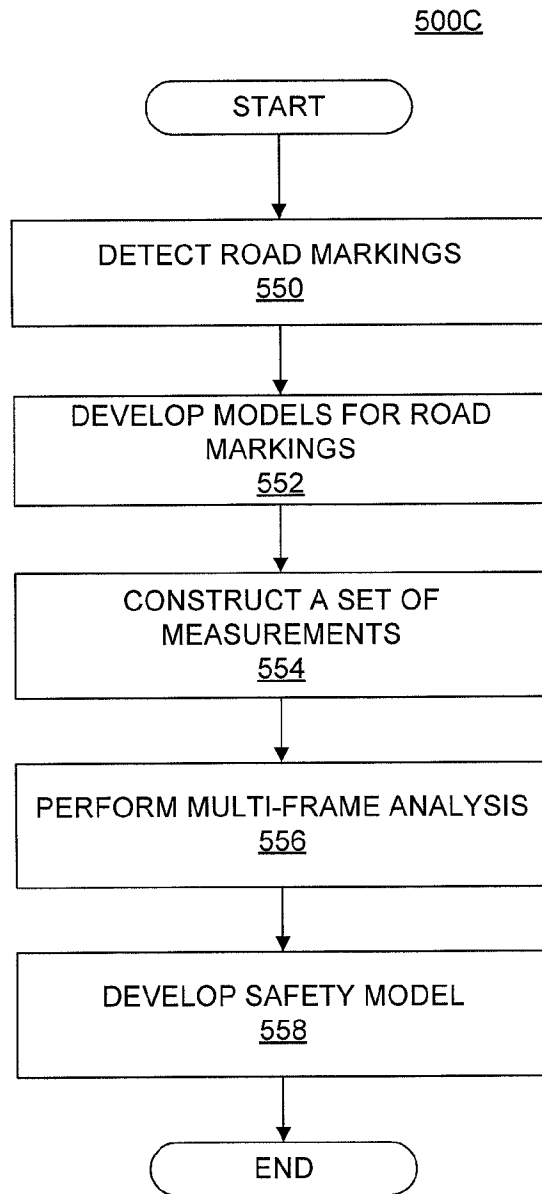 500C
START
DETECT ROAD MARKINGS
550
DEVELOP MODELS FOR ROAD
MARKINGS
552
CONSTRUCT A SET OF
MEASUREMENTS
554
PERFORM MULTI-FRAME ANALYSIS
556
DEVELOP SAFETY MODEL
558
END